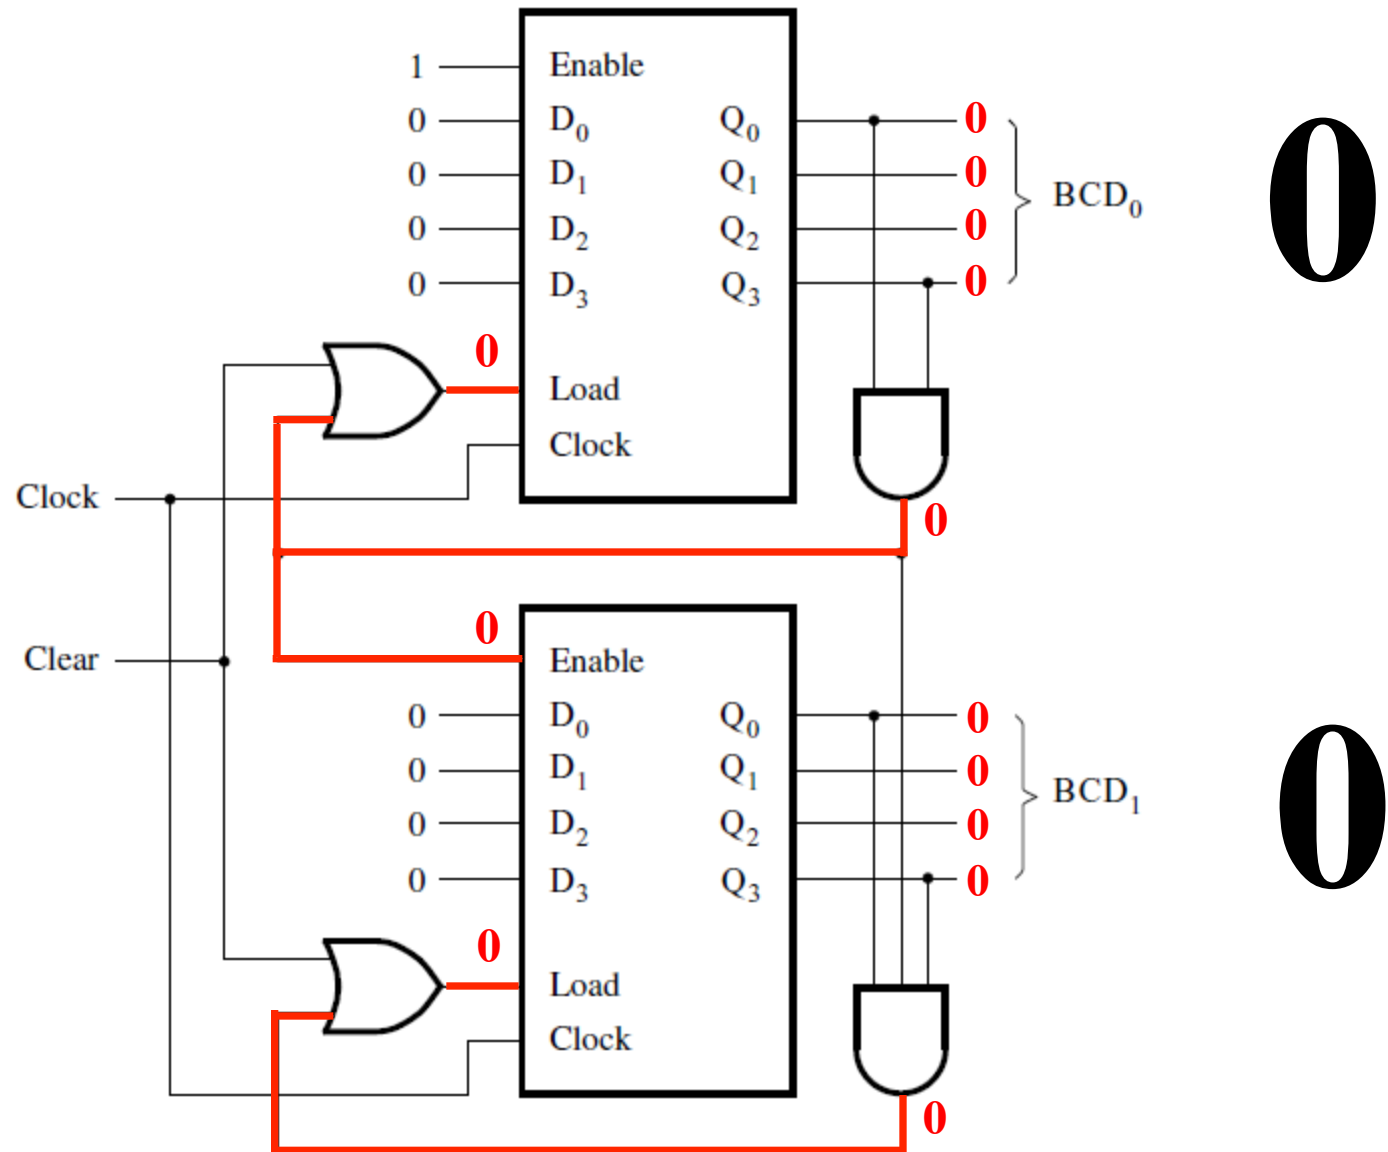 1 Enable
0 D0 Q0 0
0 D1 Q1 0
0 D2 Q2 0
0 D3 Q3 0
BCD0
0
0 Load
Clock
Clock
0
0
Clear
Enable
0 D0 Q0 0
0 D1 Q1 0
0 D2 Q2 0
0 D3 Q3 0
BCD1
0
0
Load
Clock
0